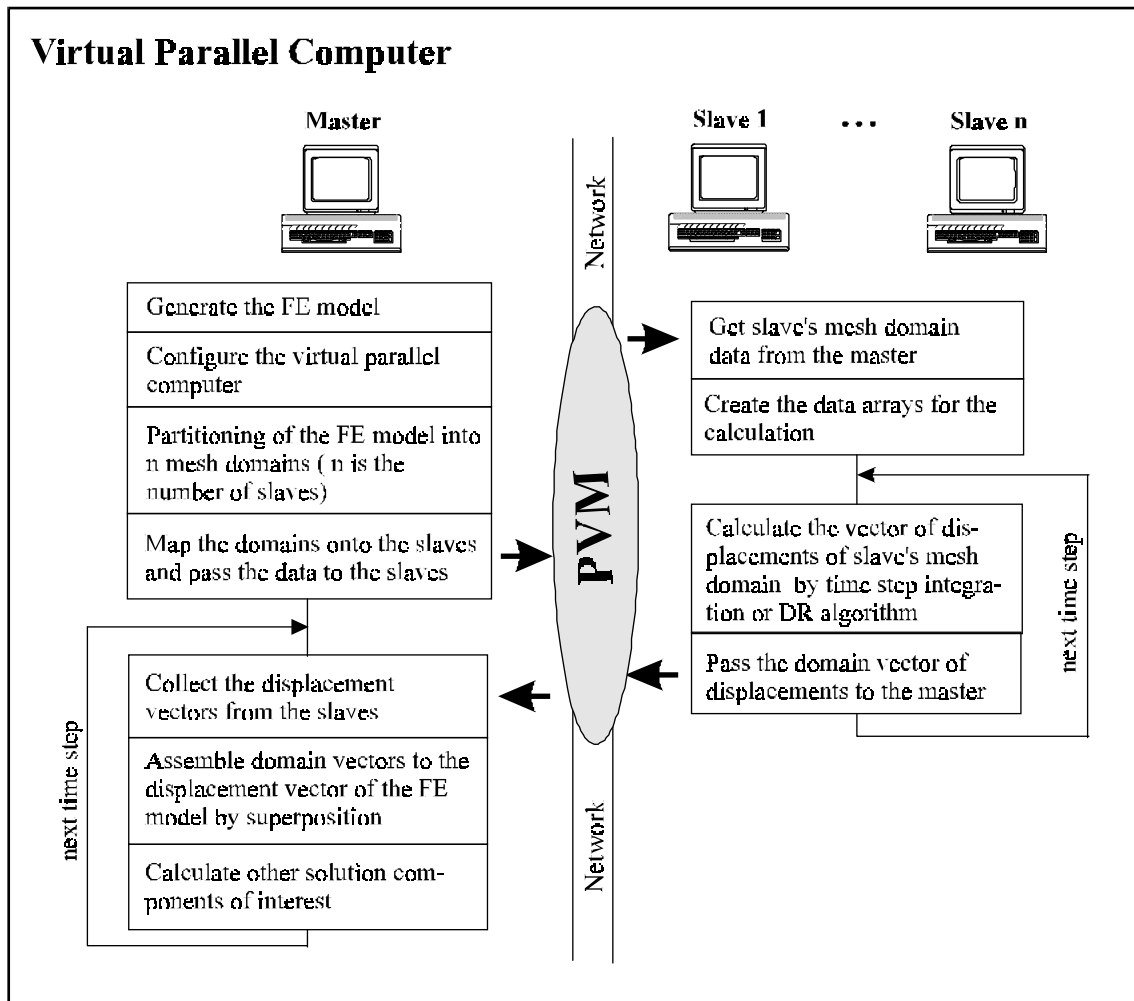 Virtual Parallel Computer
Master
Slave 1
...
Slave n
Network
Generate the FE model
Configure the virtual parallel
computer
Partitioning of the FE model into
n mesh domains ( n is the
number of slaves)
Map the domains onto the slaves
and pass the data to the slaves
next time step
Collect the displacement
vectors from the slaves
Assemble domain vectors to the
displacement vector of the FE
model by superposition
Calculate other solution com-
ponents of interest
PVM
Network
Get slave's mesh domain
data from the master
Create the data arrays for the
calculation
Calculate the vector of dis-
placements of slave's mesh
domain by time step integra-
tion or DR algorithm
Pass the domain vector of
displacements to the master
next time step